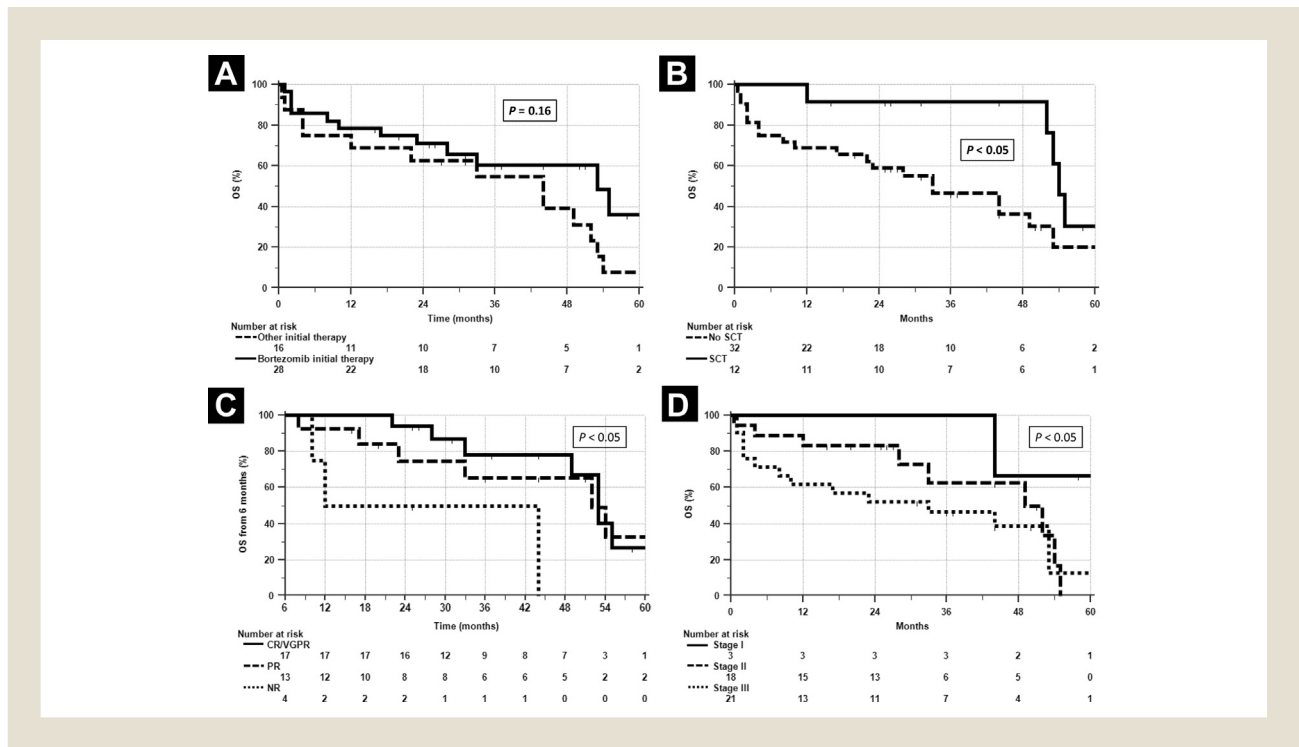 A
100
80
60
40
20
0
OS (%)
P = 0.16
0 12 24 36 48 60
Time (months)
Number at risk
Other initial therapy
16 11 10 7 5 1
Bortezomib initial therapy
28 22 18 10 7 2
B
100
80
60
40
20
0
OS (%)
P < 0.05
0 12 24 36 48 60
Months
Number at risk
No SCT
32 22 18 10 6 2
SCT
12 11 10 7 6 1
C
100
80
60
40
20
0
OS from 6 months (%)
P < 0.05
6 12 18 24 30 36 42 48 54 60
Time (months)
Number at risk
CR/VGPR
17 17 17 16 12 9 8 7 3 1
PR
13 12 10 8 8 6 6 5 2 2
NR
4 2 2 2 1 1 1 0 0 0
D
100
80
60
40
20
0
OS (%)
P < 0.05
0 12 24 36 48 60
Months
Number at risk
Stage I
3 3 3 3 2 1
Stage II
18 15 13 6 5 0
Stage III
21 13 11 7 4 1